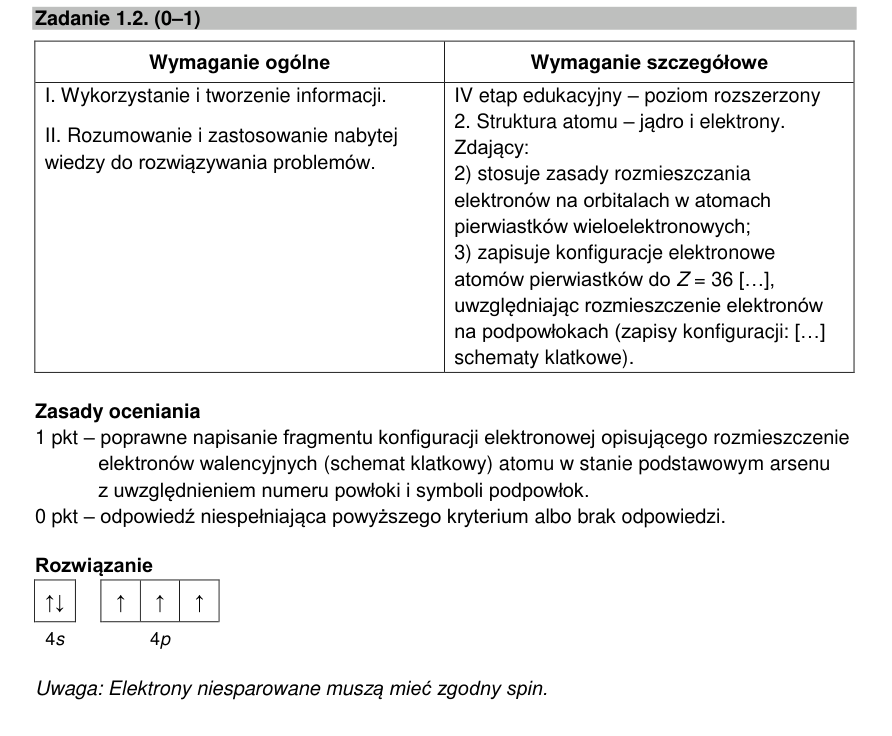 Zadanie 1.2. (0–1)
Wymaganie ogólne
Wymaganie szczegółowe
I. Wykorzystanie i tworzenie informacji.
II. Rozumowanie i zastosowanie nabytej
wiedzy do rozwiązywania problemów.
IV etap edukacyjny – poziom rozszerzony
2. Struktura atomu – jądro i elektrony.
Zdający:
2) stosuje zasady rozmieszczania
elektronów na orbitalach w atomach
pierwiastków wieloelektronowych;
3) zapisuje konfiguracje elektronowe
atomów pierwiastków do Z = 36 […],
uwzględniając rozmieszczenie elektronów
na podpowłokach (zapisy konfiguracji: […]
schematy klatkowe).
Zasady oceniania
1 pkt – poprawne napisanie fragmentu konfiguracji elektronowej opisującego rozmieszczenie
elektronów walencyjnych (schemat klatkowy) atomu w stanie podstawowym arsenu
z uwzględnieniem numeru powłoki i symboli podpowłok.
0 pkt – odpowiedź niespełniająca powyższego kryterium albo brak odpowiedzi.
Rozwiązanie
↑↓ ↑ ↑ ↑
4s 4p
Uwaga: Elektrony niesparowane muszą mieć zgodny spin.